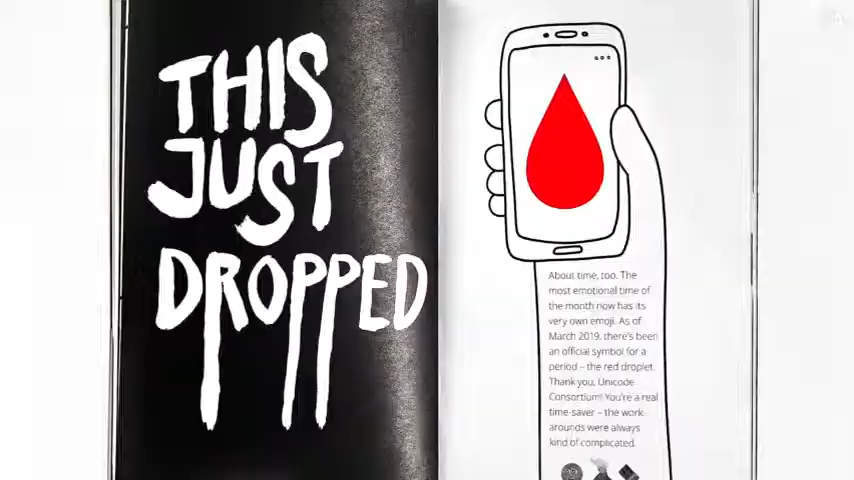 THIS
JUST
DROPPED
About time, too. The
most emotional time of
the month now has its
very own emoji. As of
March 2019, there's been
an official symbol for a
period – the red droplet.
Thank you, Unicode
Consortium! You're a real
time-saver – the work
arounds were always
kind of complicated.